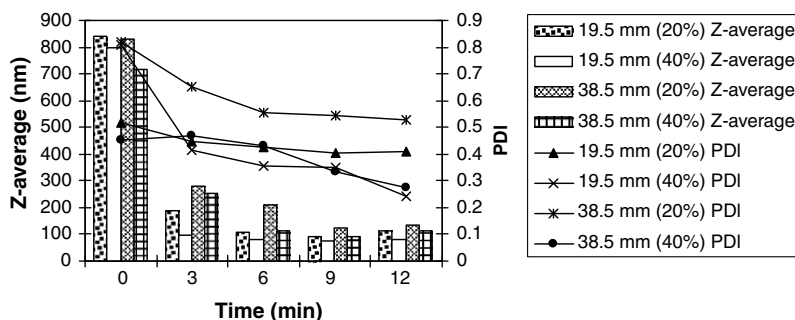 Z-average (nm)
900
800
700
600
500
400
300
200
100
0
0 3 6 9 12
Time (min)
0.9
0.8
0.7
0.6
0.5
0.4
0.3
0.2
0.1
0
PDI
19.5 mm (20%) Z-average
19.5 mm (40%) Z-average
38.5 mm (20%) Z-average
38.5 mm (40%) Z-average
19.5 mm (20%) PDI
19.5 mm (40%) PDI
38.5 mm (20%) PDI
38.5 mm (40%) PDI